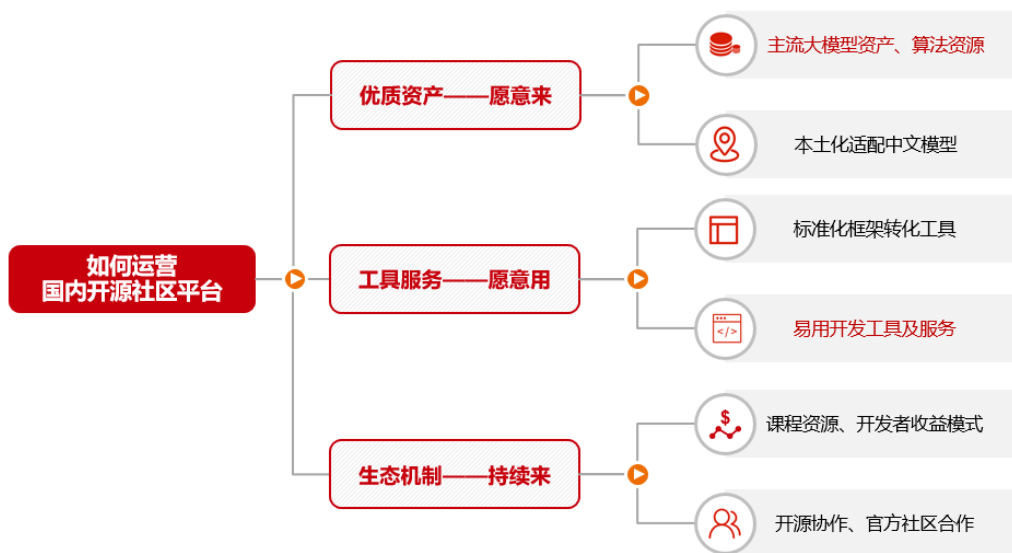 如何运营
国内开源社区平台
优质资产——愿意来
主流大模型资产、算法资源
本土化适配中文模型
工具服务——愿意用
标准化框架转化工具
易用开发工具及服务
生态机制——持续来
$
课程资源、开发者收益模式
开源协作、官方社区合作